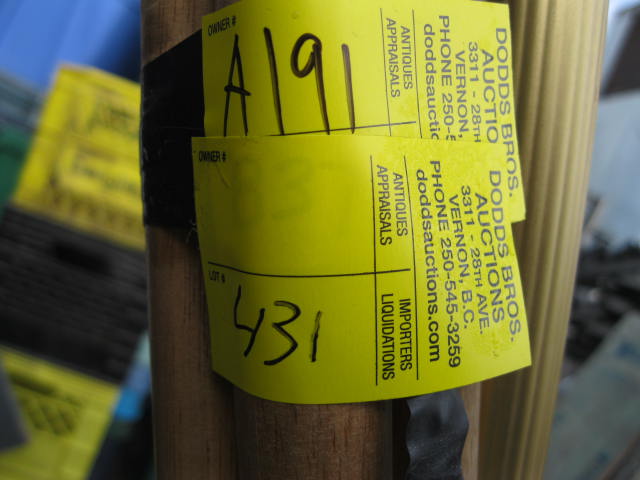 OWNER #
A191
ANTIQUES
APPRAISALS
DODDS BROS.
AUCTIO
3311 - 28TH
VERNON,
PHONE 250-5
doddsauctio
OWNER #
LOT #
431
ANTIQUES
APPRAISALS
IMPORTERS
LIQUIDATIONS
DODDS BROS.
AUCTIONS
3311 - 28TH AVE.
VERNON, B.C.
PHONE 250-545-3259
doddsauctions.com